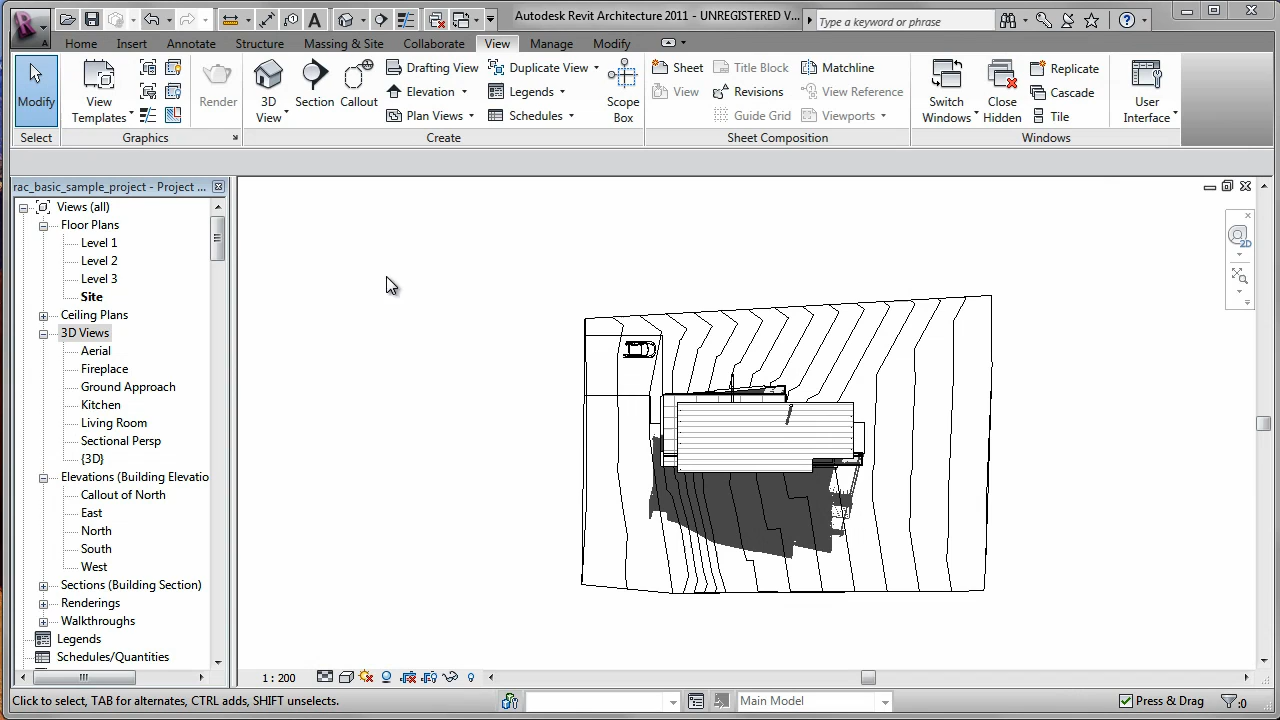 Autodesk Revit Architecture 2011 - UNREGISTERED V...
Type a keyword or phrase
Home Insert Annotate Structure Massing & Site Collaborate View Manage Modify
Modify
View Templates
Render
3D View
Section
Callout
Drafting View
Elevation
Plan Views
Duplicate View
Legends
Schedules
Scope Box
Sheet
View
Title Block
Revisions
Guide Grid
Matchline
View Reference
Viewports
Switch Windows
Close Hidden
Replicate
Cascade
Tile
User Interface
Select Graphics Create Sheet Composition Windows
rac_basic_sample_project - Project ...
Views (all)
Floor Plans
Level 1
Level 2
Level 3
Site
Ceiling Plans
3D Views
Aerial
Fireplace
Ground Approach
Kitchen
Living Room
Sectional Persp
{3D}
Elevations (Building Elevatio
Callout of North
East
North
South
West
Sections (Building Section)
Renderings
Walkthroughs
Legends
Schedules/Quantities
2D
1 : 200
Click to select, TAB for alternates, CTRL adds, SHIFT unselects.
Main Model
Press & Drag
:0